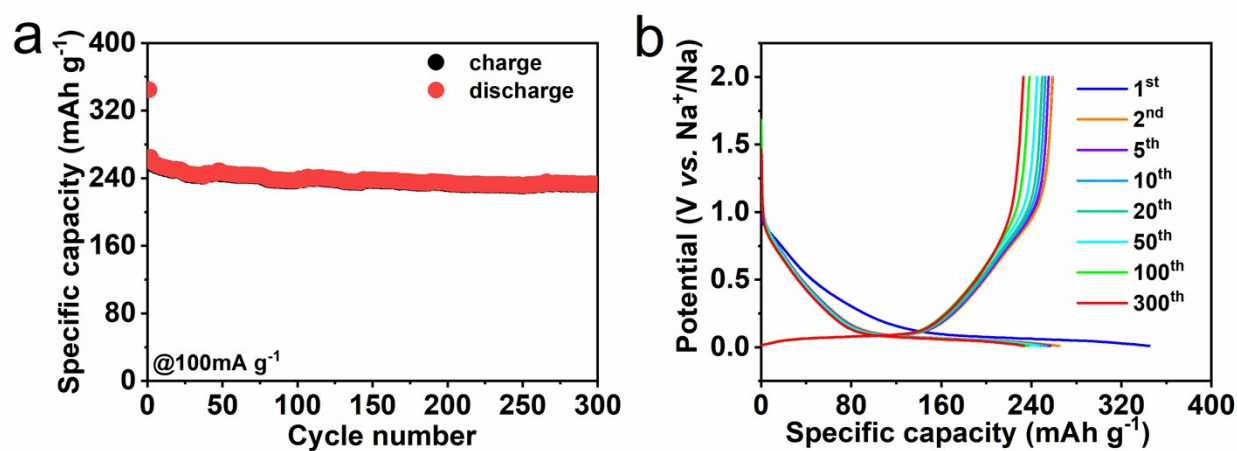 a
400
320
240
160
80
0
Specific capacity (mAh g⁻¹)
charge
discharge
@100mA g⁻¹
0 50 100 150 200 250 300
Cycle number
b
2.0
1.5
1.0
0.5
0.0
Potential (V vs. Na⁺/Na)
1ˢᵗ
2ⁿᵈ
5ᵗʰ
10ᵗʰ
20ᵗʰ
50ᵗʰ
100ᵗʰ
300ᵗʰ
0 80 160 240 320 400
Specific capacity (mAh g⁻¹)